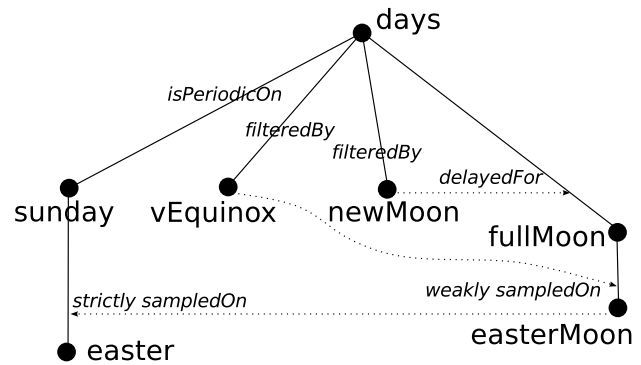 days
isPeriodicOn
filteredBy
filteredBy
delayedFor
sunday
vEquinox
newMoon
fullMoon
strictly sampledOn
weakly sampledOn
easterMoon
easter